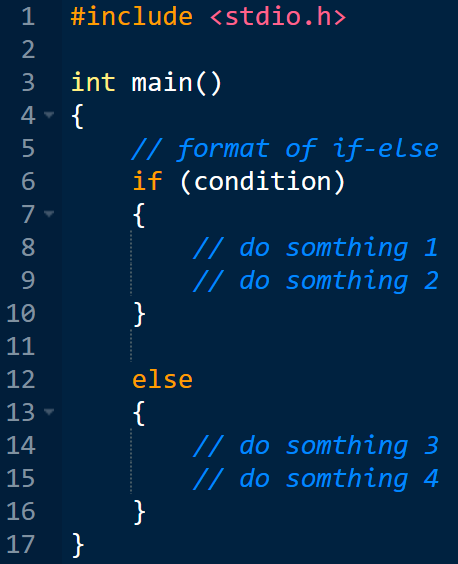 1 #include <stdio.h>
2
3 int main()
4 {
5 // format of if-else
6 if (condition)
7 {
8 // do somthing 1
9 // do somthing 2
10 }
11
12 else
13 {
14 // do somthing 3
15 // do somthing 4
16 }
17 }